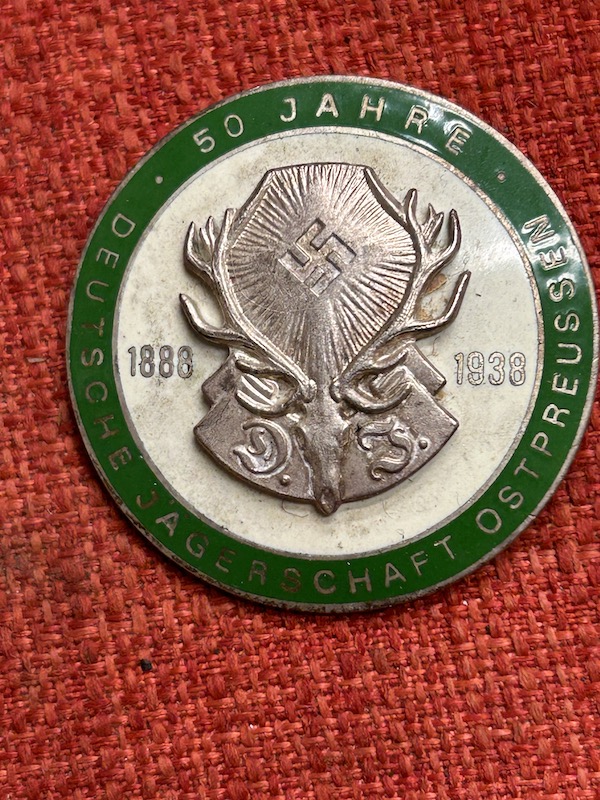 50 JAHRE
1888 1938
D. J.
DEUTSCHE JÄGERSCHAFT OSTPREUSSEN